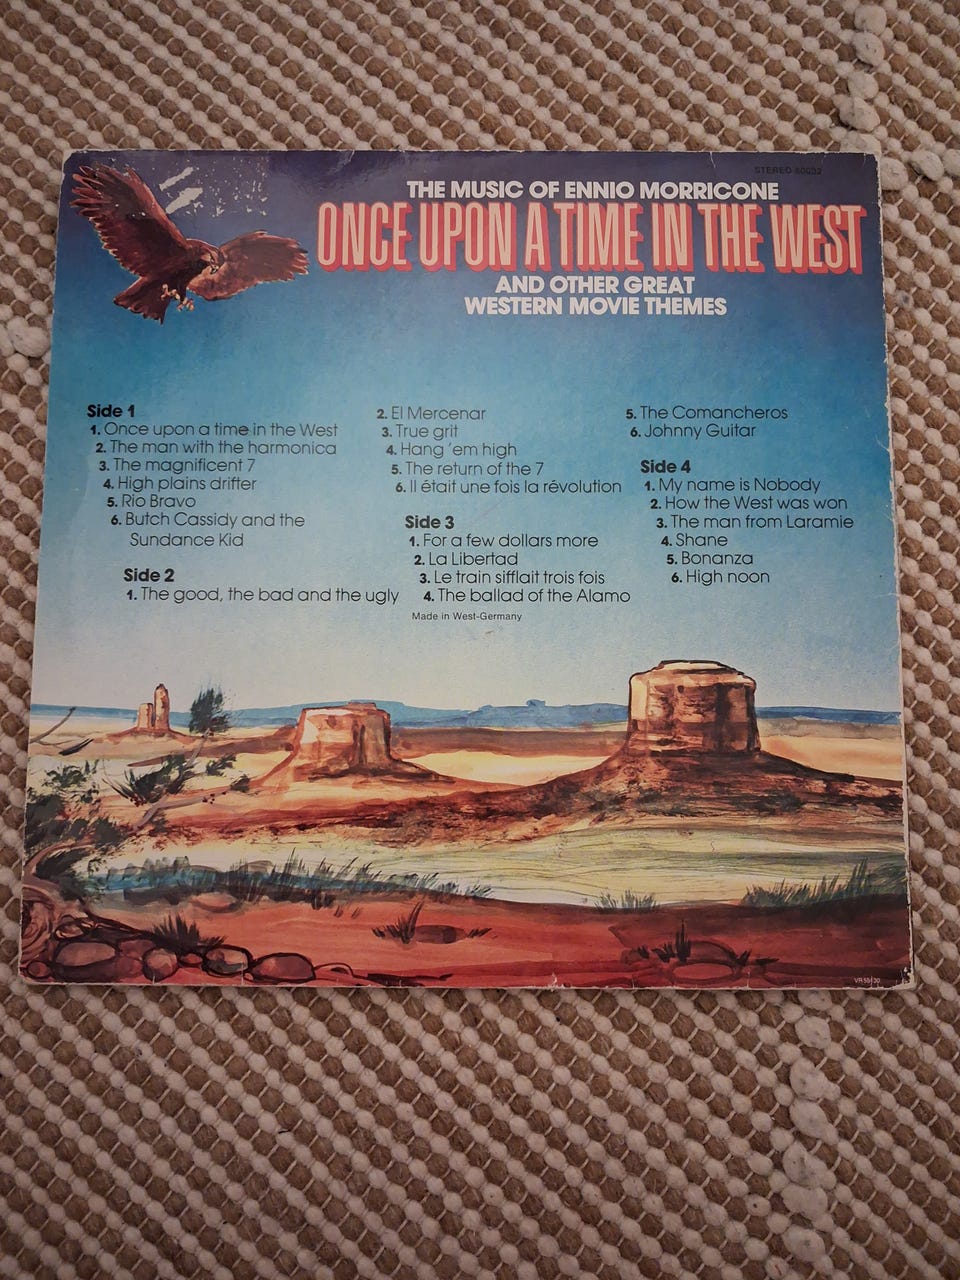 STEREO
THE MUSIC OF ENNIO MORRICONE
ONCE UPON A TIME IN THE WEST
AND OTHER GREAT
WESTERN MOVIE THEMES
Side 1
1. Once upon a time in the West
2. The man with the harmonica
3. The magnificent 7
4. High plains drifter
5. Rio Bravo
6. Butch Cassidy and the
Sundance Kid
Side 2
1. The good, the bad and the ugly
2. El Mercenar
3. True grit
4. Hang 'em high
5. The return of the 7
6. Il était une fois la révolution
Side 3
1. For a few dollars more
2. La Libertad
3. Le train sifflait trois fois
4. The ballad of the Alamo
5. The Comancheros
6. Johnny Guitar
Side 4
1. My name is Nobody
2. How the West was won
3. The man from Laramie
4. Shane
5. Bonanza
6. High noon
Made in West-Germany